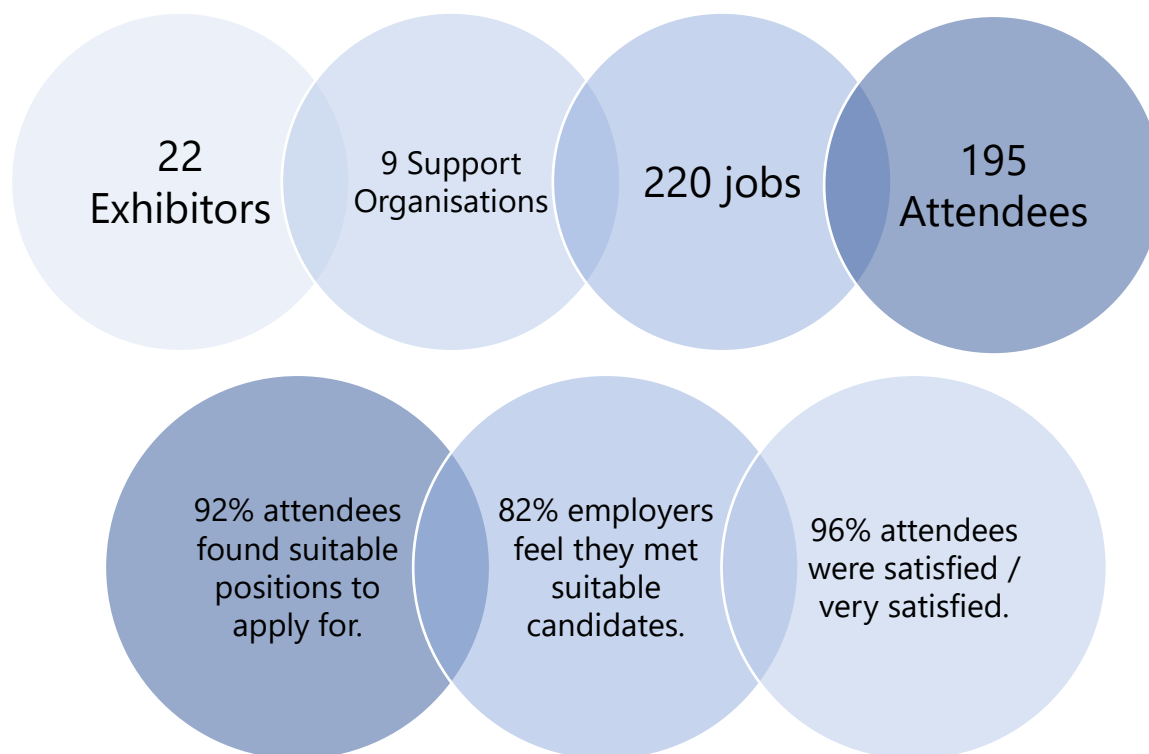 22
Exhibitors
9 Support
Organisations
220 jobs
195
Attendees
92% attendees
found suitable
positions to
apply for.
82% employers
feel they met
suitable
candidates.
96% attendees
were satisfied /
very satisfied.